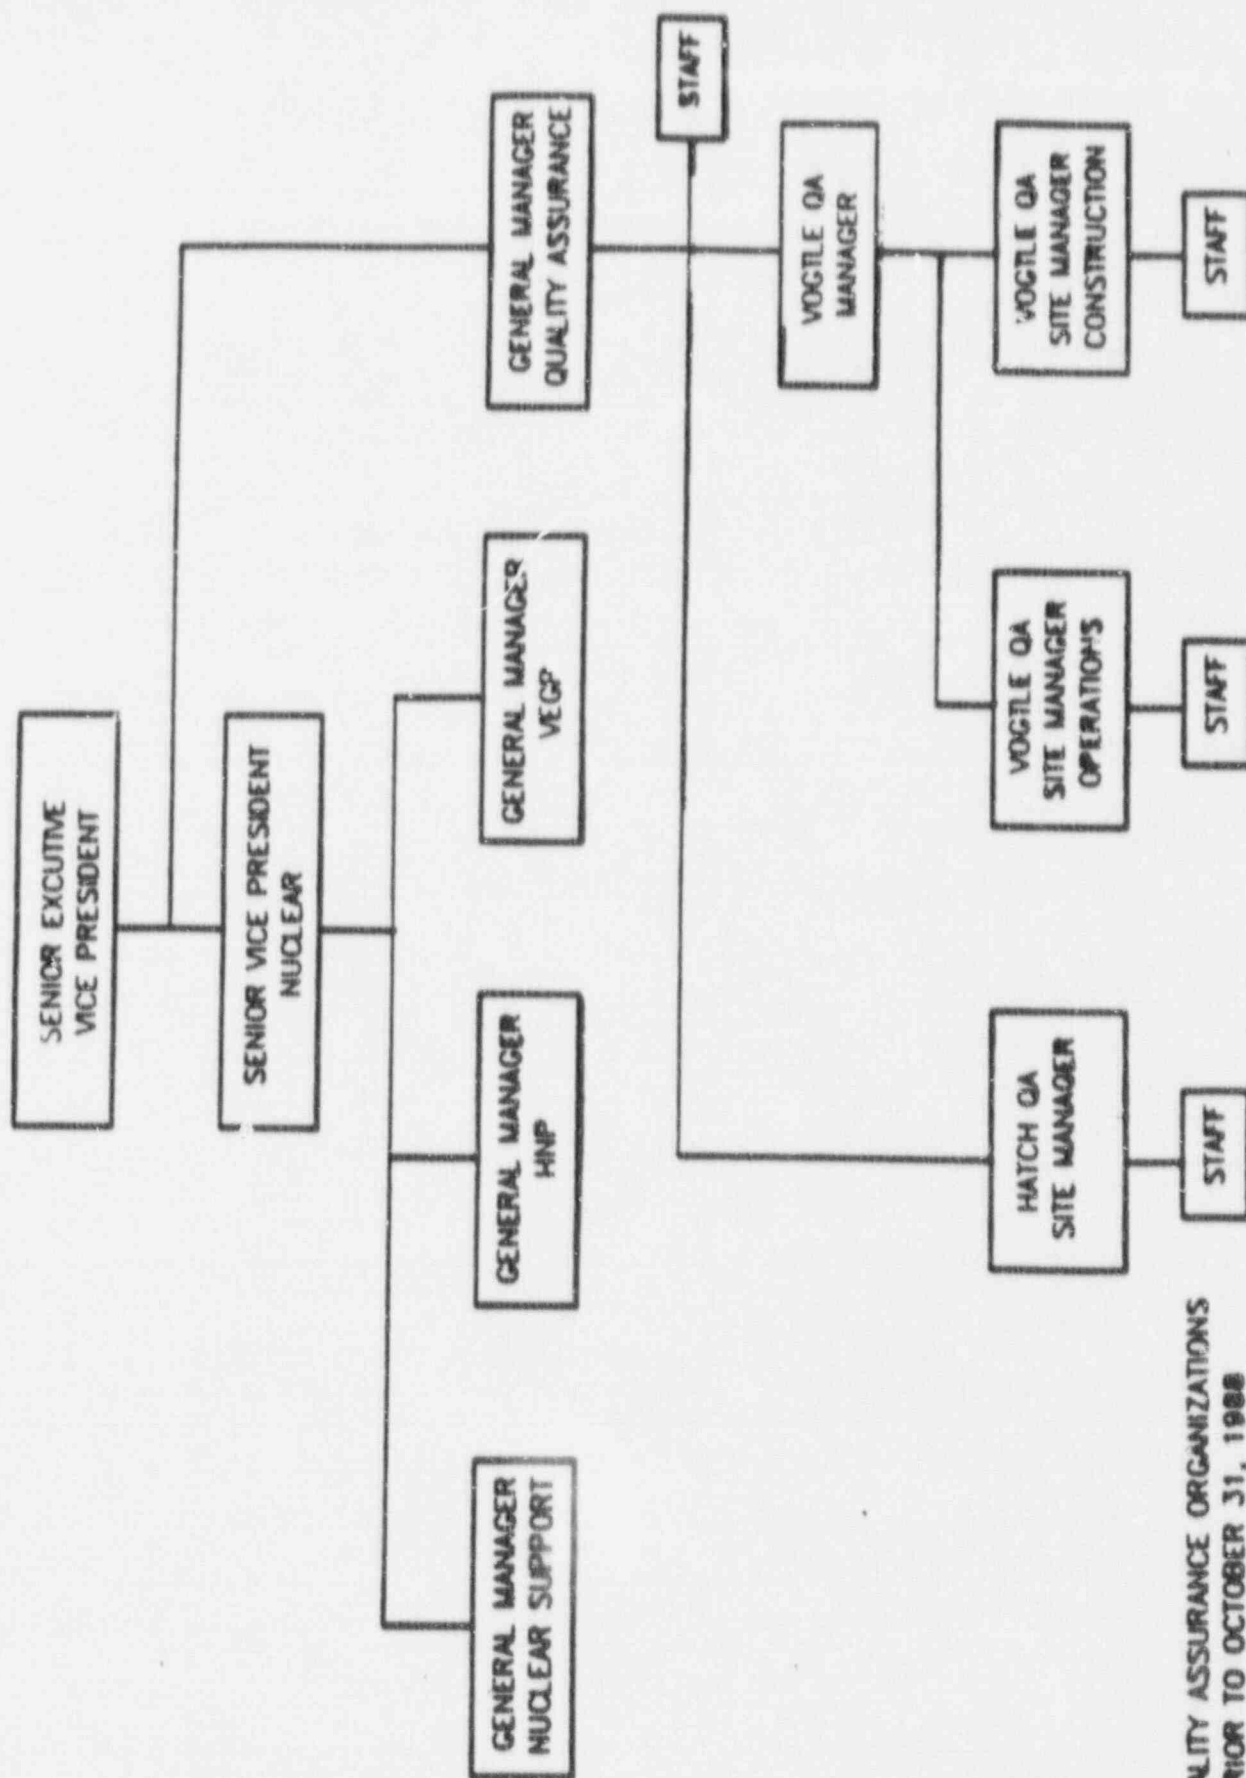 SENIOR EXCUTIVE
VICE PRESIDENT
SENIOR VICE PRESIDENT
NUCLEAR
GENERAL MANAGER
NUCLEAR SUPPORT
GENERAL MANAGER
HNP
GENERAL MANAGER
VEGP
GENERAL MANAGER
QUALITY ASSURANCE
STAFF
VOGTLE QA
MANAGER
HATCH QA
SITE MANAGER
VOGTLE QA
SITE MANAGER
OPERATIONS
VOGTLE QA
SITE MANAGER
CONSTRUCTION
STAFF
STAFF
STAFF
ALITY ASSURANCE ORGANIZATIONS
RIOR TO OCTOBER 31, 1988